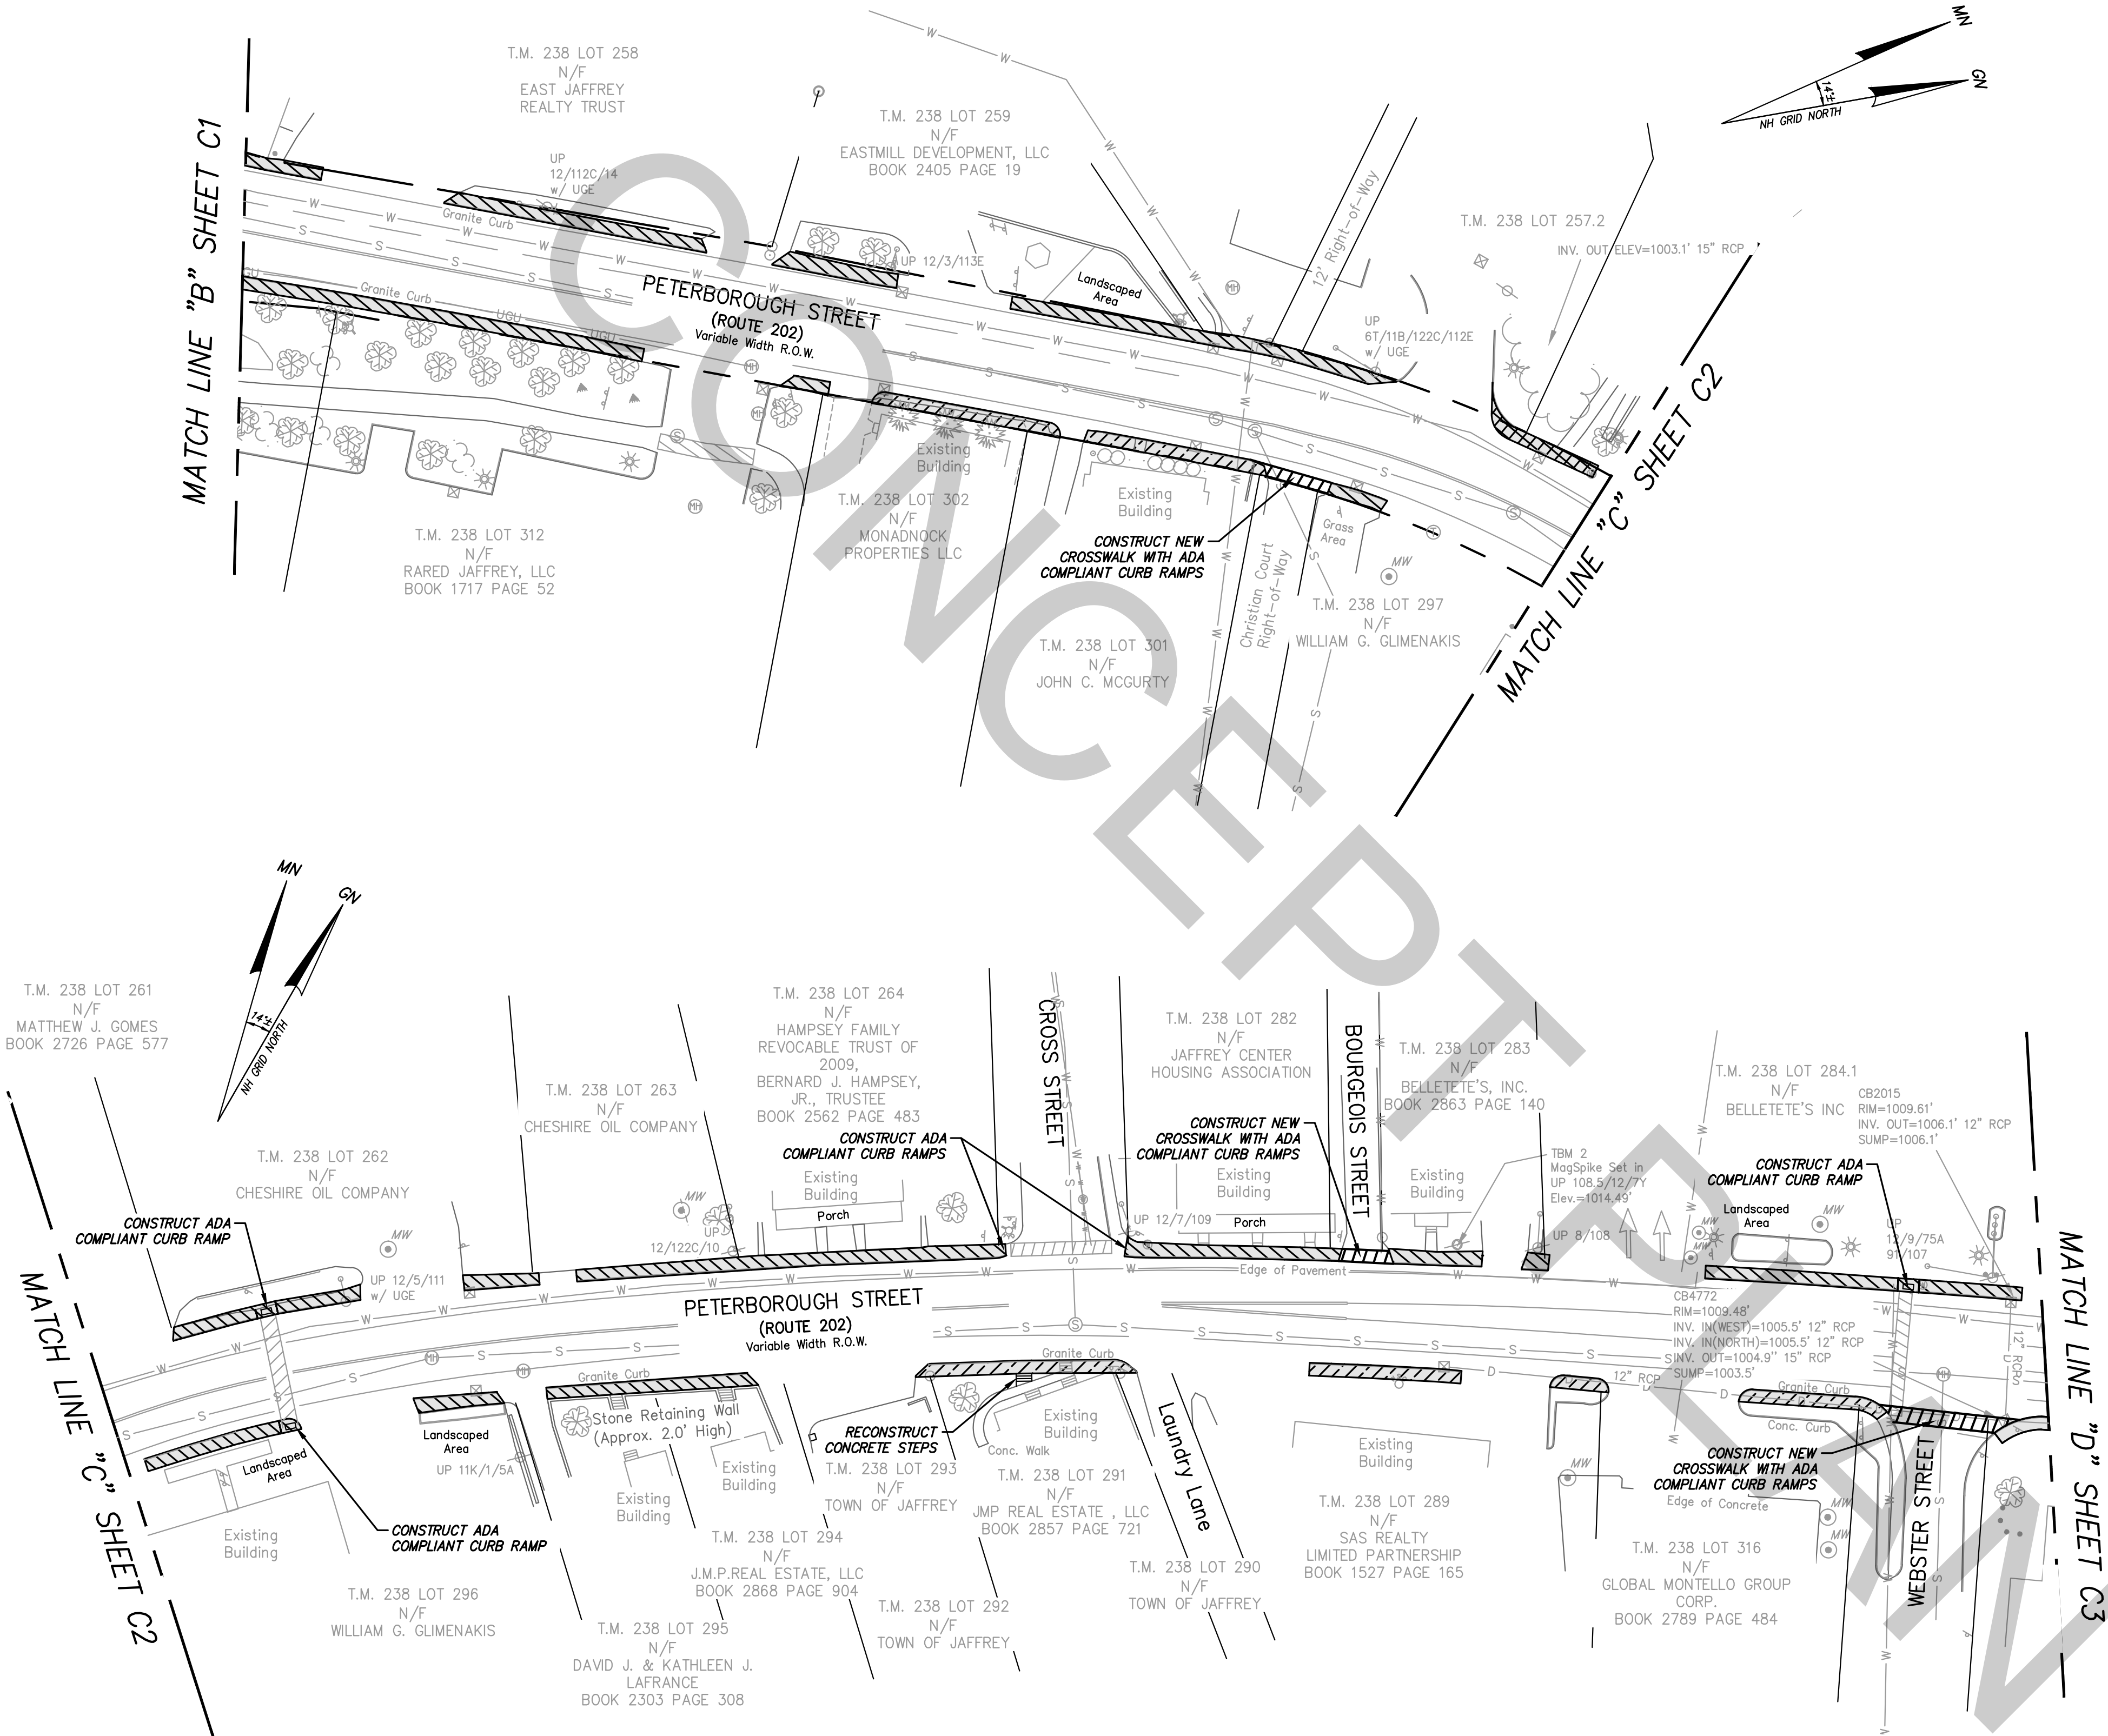 MATCH LINE "B" SHEET C1
T.M. 238 LOT 258
N/F
EAST JAFFREY
REALTY TRUST
UP
12/112C/14
w/ UGE
T.M. 238 LOT 259
N/F
EASTMILL DEVELOPMENT, LLC
BOOK 2405 PAGE 19
UP 12/3/113E
Landscaped
Area
12' Right-of-Way
T.M. 238 LOT 257.2
INV. OUT ELEV=1003.1' 15" RCP
UP
6T/11B/122C/112E
w/ UGE
MN
GN
14°±
NH GRID NORTH
Granite Curb
Granite Curb
UGU
UGU
PETERBOROUGH STREET
(ROUTE 202)
Variable Width R.O.W.
Existing
Building
T.M. 238 LOT 302
N/F
MONADNOCK
PROPERTIES LLC
T.M. 238 LOT 312
N/F
RARED JAFFREY, LLC
BOOK 1717 PAGE 52
Existing
Building
CONSTRUCT NEW
CROSSWALK WITH ADA
COMPLIANT CURB RAMPS
Grass
Area
MW
Christian Court
Right-of-Way
T.M. 238 LOT 297
N/F
WILLIAM G. GLIMENAKIS
T.M. 238 LOT 301
N/F
JOHN C. MCGURTY
MATCH LINE "C" SHEET C2
CONCEPT PLAN
MN
GN
14°±
NH GRID NORTH
T.M. 238 LOT 261
N/F
MATTHEW J. GOMES
BOOK 2726 PAGE 577
T.M. 238 LOT 262
N/F
CHESHIRE OIL COMPANY
CONSTRUCT ADA
COMPLIANT CURB RAMP
MW
UP 12/5/111
w/ UGE
T.M. 238 LOT 263
N/F
CHESHIRE OIL COMPANY
MW
UP
12/122C/10
T.M. 238 LOT 264
N/F
HAMPSEY FAMILY
REVOCABLE TRUST OF
2009,
BERNARD J. HAMPSEY,
JR., TRUSTEE
BOOK 2562 PAGE 483
CONSTRUCT ADA
COMPLIANT CURB RAMPS
Existing
Building
Porch
CROSS STREET
T.M. 238 LOT 282
N/F
JAFFREY CENTER
HOUSING ASSOCIATION
CONSTRUCT NEW
CROSSWALK WITH ADA
COMPLIANT CURB RAMPS
Existing
Building
UP 12/7/109
Porch
Edge of Pavement
BOURGEOIS STREET
T.M. 238 LOT 283
N/F
BELLETETE'S, INC.
BOOK 2863 PAGE 140
Existing
Building
TBM 2
MagSpike Set in
UP 108.5/12/7Y
Elev.=1014.49'
UP 8/108
T.M. 238 LOT 284.1
N/F
BELLETETE'S INC
CB2015
RIM=1009.61'
INV. OUT=1006.1' 12" RCP
SUMP=1006.1'
CONSTRUCT ADA
COMPLIANT CURB RAMP
Landscaped
Area
MW
MW
MW
UP
12/9/75A
91/107
CB4772
RIM=1009.48'
INV. IN(WEST)=1005.5' 12" RCP
INV. IN(NORTH)=1005.5' 12" RCP
INV. OUT=1004.9" 15" RCP
SUMP=1003.5'
12" RCP
12" RCP
PETERBOROUGH STREET
(ROUTE 202)
Variable Width R.O.W.
Granite Curb
Granite Curb
Granite Curb
Conc. Curb
MATCH LINE "C" SHEET C2
Landscaped
Area
Existing
Building
CONSTRUCT ADA
COMPLIANT CURB RAMP
T.M. 238 LOT 296
N/F
WILLIAM G. GLIMENAKIS
Landscaped
Area
UP 11K/1/5A
Stone Retaining Wall
(Approx. 2.0' High)
Existing
Building
Existing
Building
T.M. 238 LOT 295
N/F
DAVID J. & KATHLEEN J.
LAFRANCE
BOOK 2303 PAGE 308
T.M. 238 LOT 294
N/F
J.M.P.REAL ESTATE, LLC
BOOK 2868 PAGE 904
RECONSTRUCT
CONCRETE STEPS
T.M. 238 LOT 293
N/F
TOWN OF JAFFREY
T.M. 238 LOT 292
N/F
TOWN OF JAFFREY
Conc. Walk
Existing
Building
T.M. 238 LOT 291
N/F
JMP REAL ESTATE , LLC
BOOK 2857 PAGE 721
Laundry Lane
T.M. 238 LOT 290
N/F
TOWN OF JAFFREY
Existing
Building
T.M. 238 LOT 289
N/F
SAS REALTY
LIMITED PARTNERSHIP
BOOK 1527 PAGE 165
MW
CONSTRUCT NEW
CROSSWALK WITH ADA
COMPLIANT CURB RAMPS
Edge of Concrete
MW
MW
T.M. 238 LOT 316
N/F
GLOBAL MONTELLO GROUP
CORP.
BOOK 2789 PAGE 484
WEBSTER STREET
MATCH LINE "D" SHEET C3